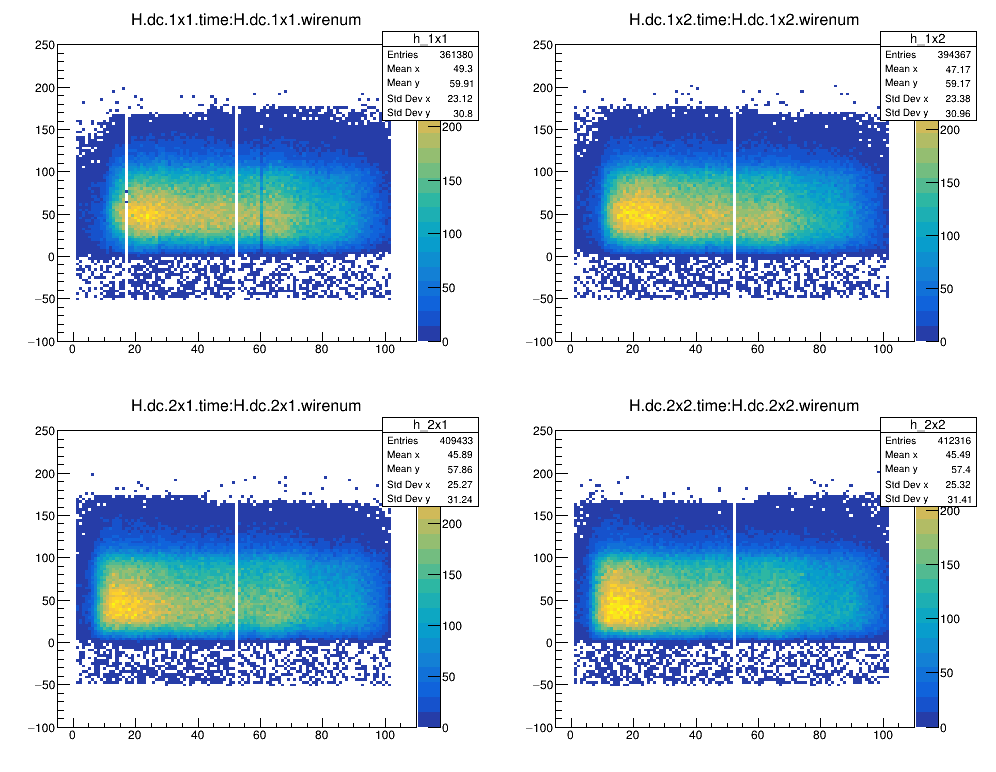 H.dc.1x1.time:H.dc.1x1.wirenum
h_1x1
Entries 361380
Mean x 49.3
Mean y 59.91
Std Dev x 23.12
Std Dev y 30.8
250
200
150
100
50
0
−50
−100
0 20 40 60 80 100
200
150
100
50
0
H.dc.1x2.time:H.dc.1x2.wirenum
h_1x2
Entries 394367
Mean x 47.17
Mean y 59.17
Std Dev x 23.38
Std Dev y 30.96
250
200
150
100
50
0
−50
−100
0 20 40 60 80 100
200
150
100
50
0
H.dc.2x1.time:H.dc.2x1.wirenum
h_2x1
Entries 409433
Mean x 45.89
Mean y 57.86
Std Dev x 25.27
Std Dev y 31.24
250
200
150
100
50
0
−50
−100
0 20 40 60 80 100
200
150
100
50
0
H.dc.2x2.time:H.dc.2x2.wirenum
h_2x2
Entries 412316
Mean x 45.49
Mean y 57.4
Std Dev x 25.32
Std Dev y 31.41
250
200
150
100
50
0
−50
−100
0 20 40 60 80 100
200
150
100
50
0